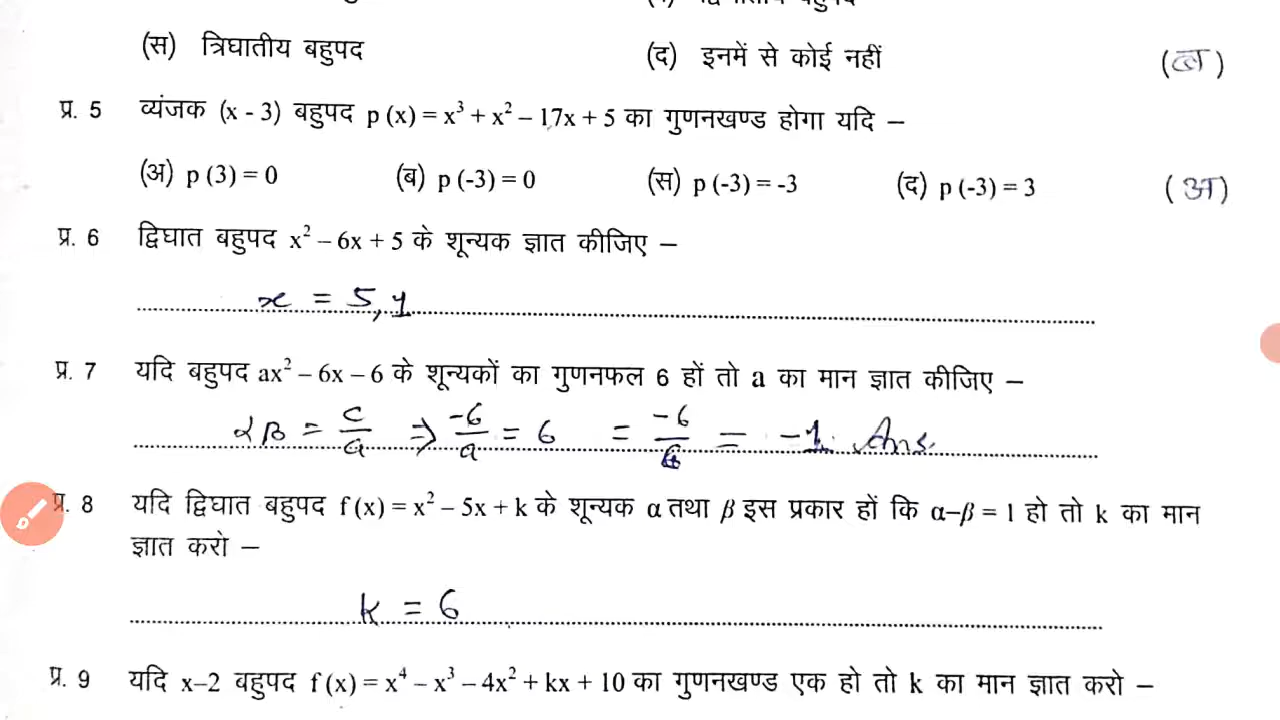 (स) त्रिघातीय बहुपद (द) इनमें से कोई नहीं (ब)
प्र. 5 व्यंजक (x - 3) बहुपद p (x) = x³ + x² – 17x + 5 का गुणनखण्ड होगा यदि –
(अ) p (3) = 0 (ब) p (-3) = 0 (स) p (-3) = -3 (द) p (-3) = 3 (अ)
प्र. 6 द्विघात बहुपद x² – 6x + 5 के शून्यक ज्ञात कीजिए –
x = 5, 1
प्र. 7 यदि बहुपद ax² – 6x – 6 के शून्यकों का गुणनफल 6 हों तो a का मान ज्ञात कीजिए –
αβ = c/a ⇒ -6/a = 6 = -6/6 = -1 Ans.
प्र. 8 यदि द्विघात बहुपद f (x) = x² – 5x + k के शून्यक α तथा β इस प्रकार हों कि α–β = 1 हो तो k का मान
ज्ञात करो –
k = 6
प्र. 9 यदि x–2 बहुपद f (x) = x⁴ – x³ – 4x² + kx + 10 का गुणनखण्ड एक हो तो k का मान ज्ञात करो –